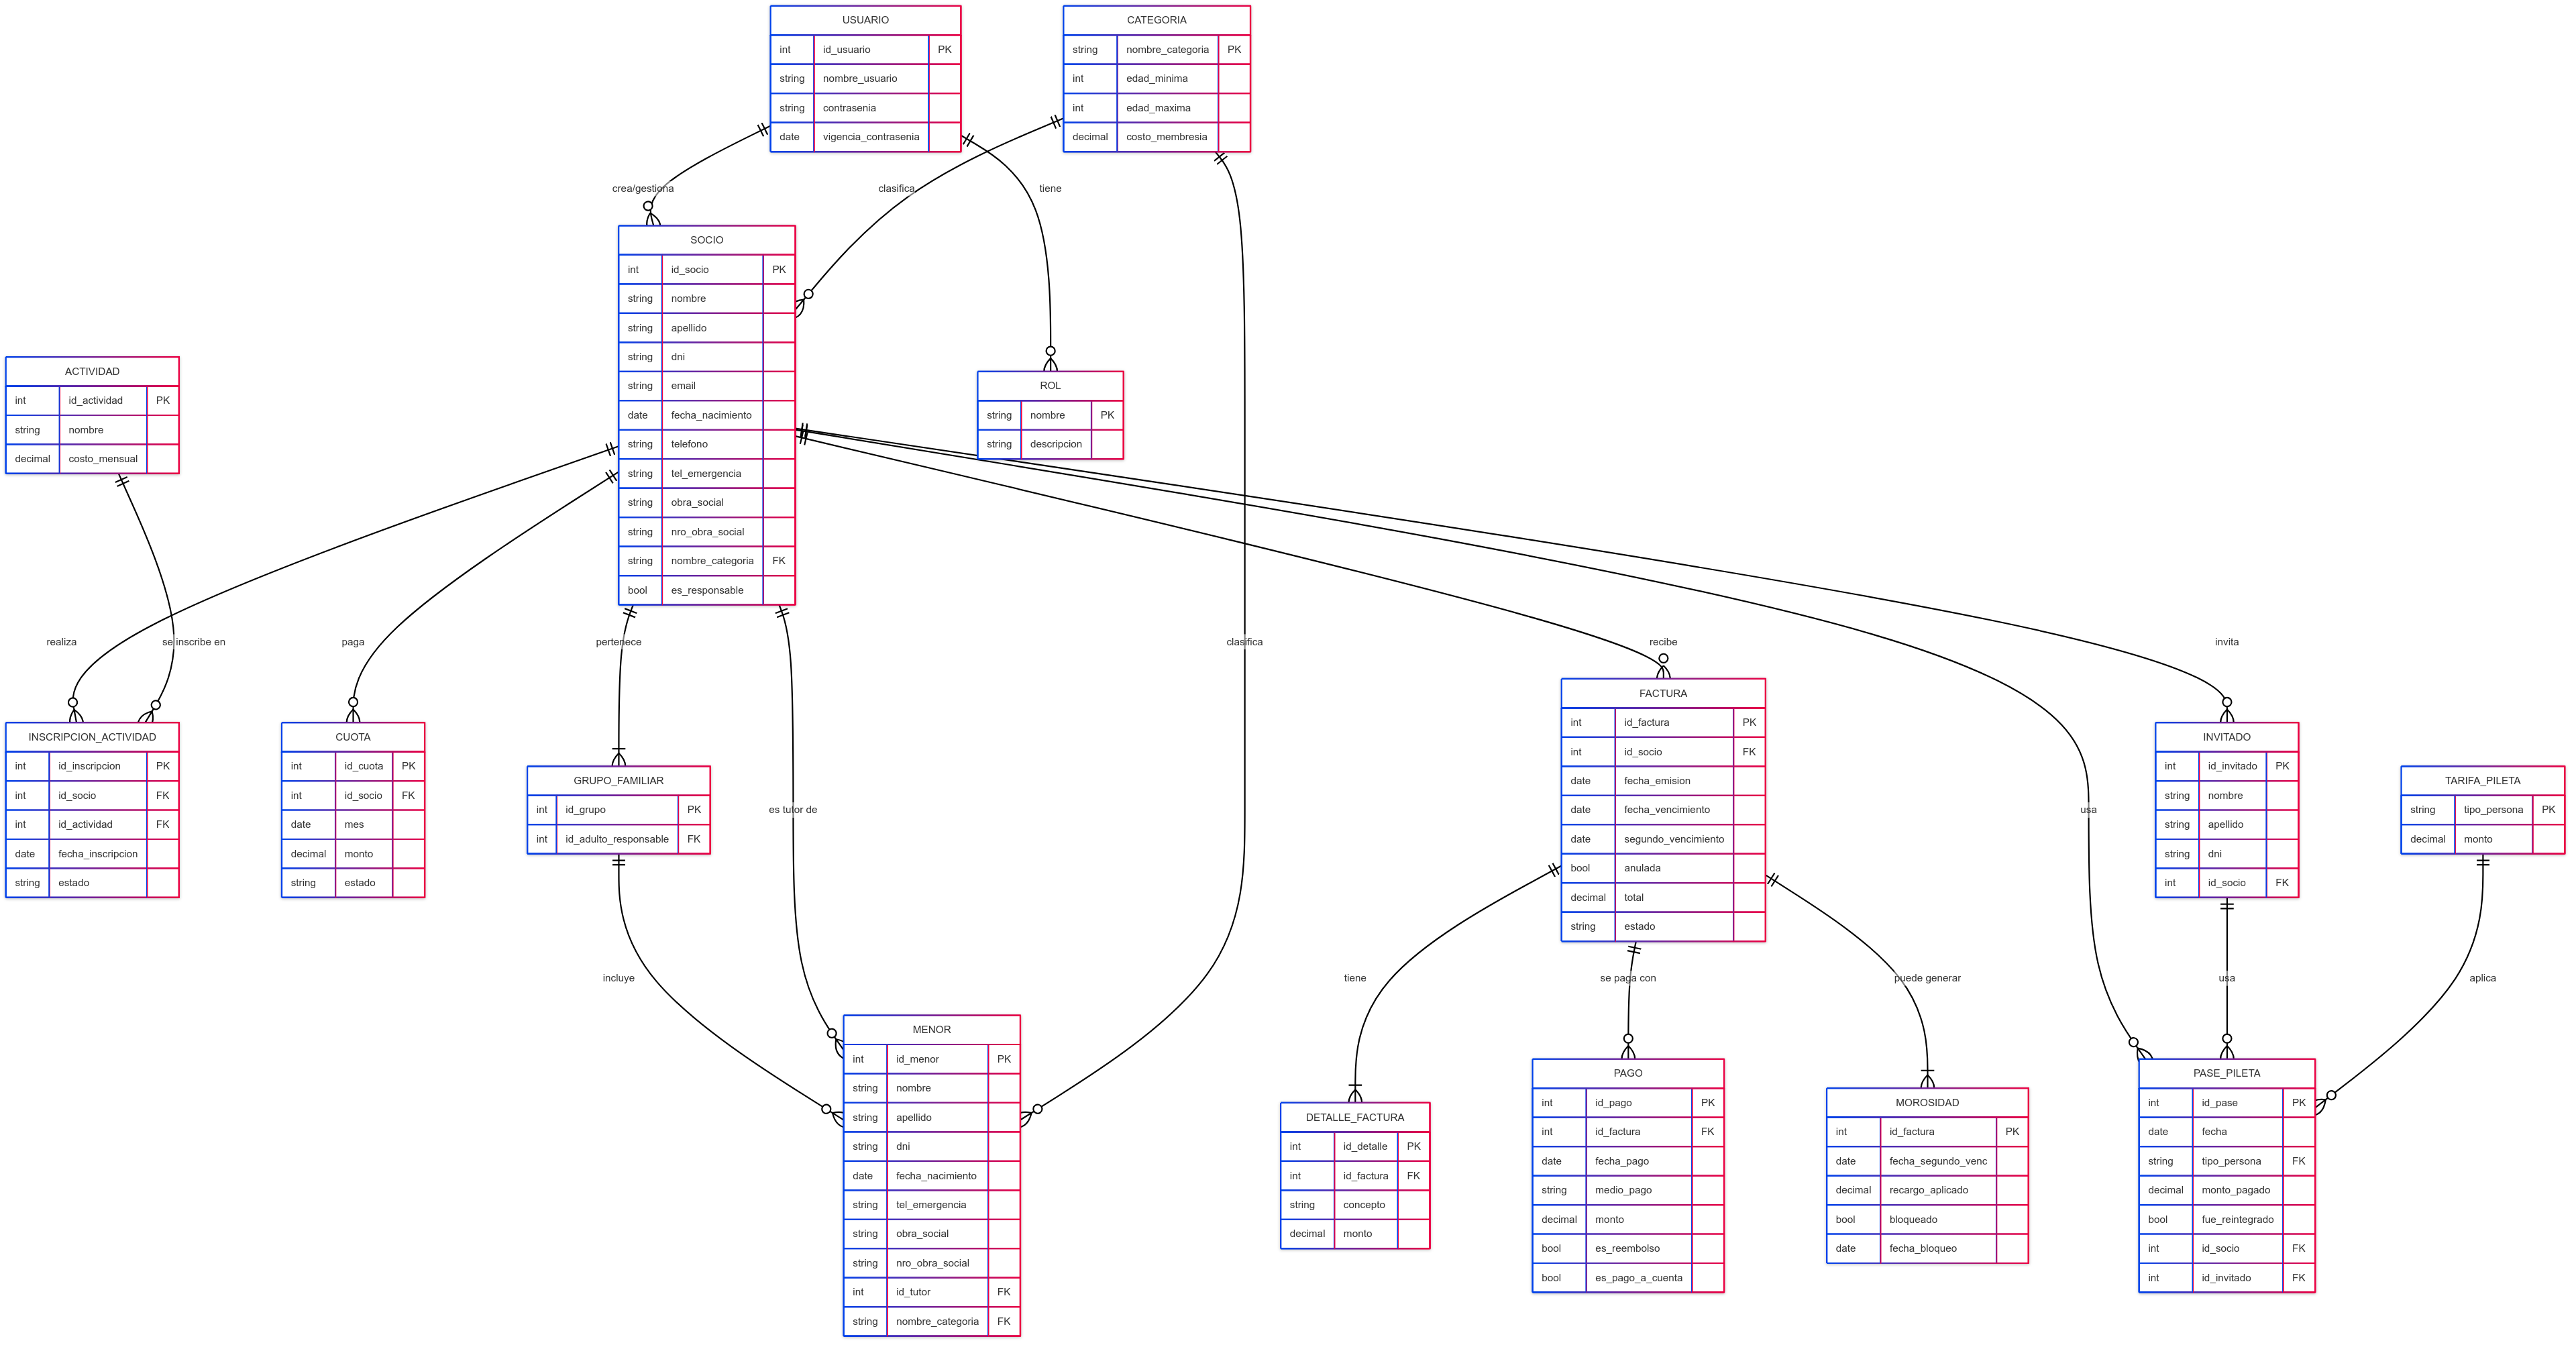 USUARIO
int id_usuario PK
string nombre_usuario
string contrasenia
date vigencia_contrasenia
CATEGORIA
string nombre_categoria PK
int edad_minima
int edad_maxima
decimal costo_membresia
crea/gestiona
clasifica
tiene
SOCIO
int id_socio PK
string nombre
string apellido
string dni
string email
date fecha_nacimiento
string telefono
string tel_emergencia
string obra_social
string nro_obra_social
string nombre_categoria FK
bool es_responsable
ACTIVIDAD
int id_actividad PK
string nombre
decimal costo_mensual
ROL
string nombre PK
string descripcion
realiza
se inscribe en
paga
pertenece
clasifica
recibe
invita
INSCRIPCION_ACTIVIDAD
int id_inscripcion PK
int id_socio FK
int id_actividad FK
date fecha_inscripcion
string estado
CUOTA
int id_cuota PK
int id_socio FK
date mes
decimal monto
string estado
GRUPO_FAMILIAR
int id_grupo PK
int id_adulto_responsable FK
es tutor de
FACTURA
int id_factura PK
int id_socio FK
date fecha_emision
date fecha_vencimiento
date segundo_vencimiento
bool anulada
decimal total
string estado
usa
INVITADO
int id_invitado PK
string nombre
string apellido
string dni
int id_socio FK
TARIFA_PILETA
string tipo_persona PK
decimal monto
incluye
tiene
se paga con
puede generar
usa
aplica
MENOR
int id_menor PK
string nombre
string apellido
string dni
date fecha_nacimiento
string tel_emergencia
string obra_social
string nro_obra_social
int id_tutor FK
string nombre_categoria FK
DETALLE_FACTURA
int id_detalle PK
int id_factura FK
string concepto
decimal monto
PAGO
int id_pago PK
int id_factura FK
date fecha_pago
string medio_pago
decimal monto
bool es_reembolso
bool es_pago_a_cuenta
MOROSIDAD
int id_factura PK
date fecha_segundo_venc
decimal recargo_aplicado
bool bloqueado
date fecha_bloqueo
PASE_PILETA
int id_pase PK
date fecha
string tipo_persona FK
decimal monto_pagado
bool fue_reintegrado
int id_socio FK
int id_invitado FK